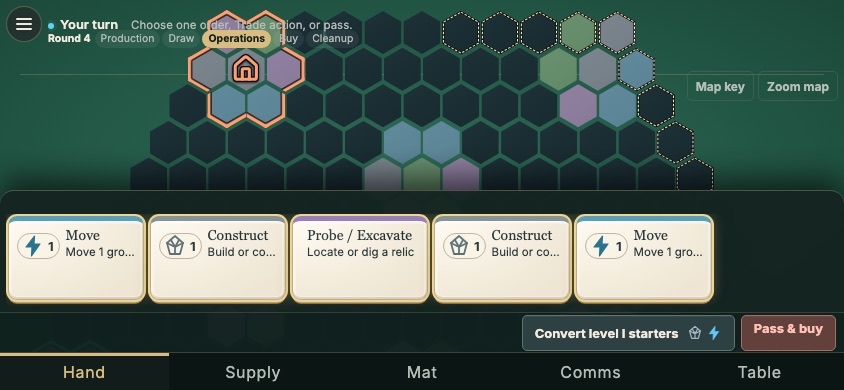 Your turn Choose one order, Trade action, or pass.
Round 4 Production Draw Operations Buy Cleanup
Map key Zoom map
1 Move
Move 1 gro...
1 Construct
Build or co...
Probe / Excavate
Locate or dig a relic
1 Construct
Build or co...
1 Move
Move 1 gro...
Convert level I starters Pass & buy
Hand Supply Mat Comms Table